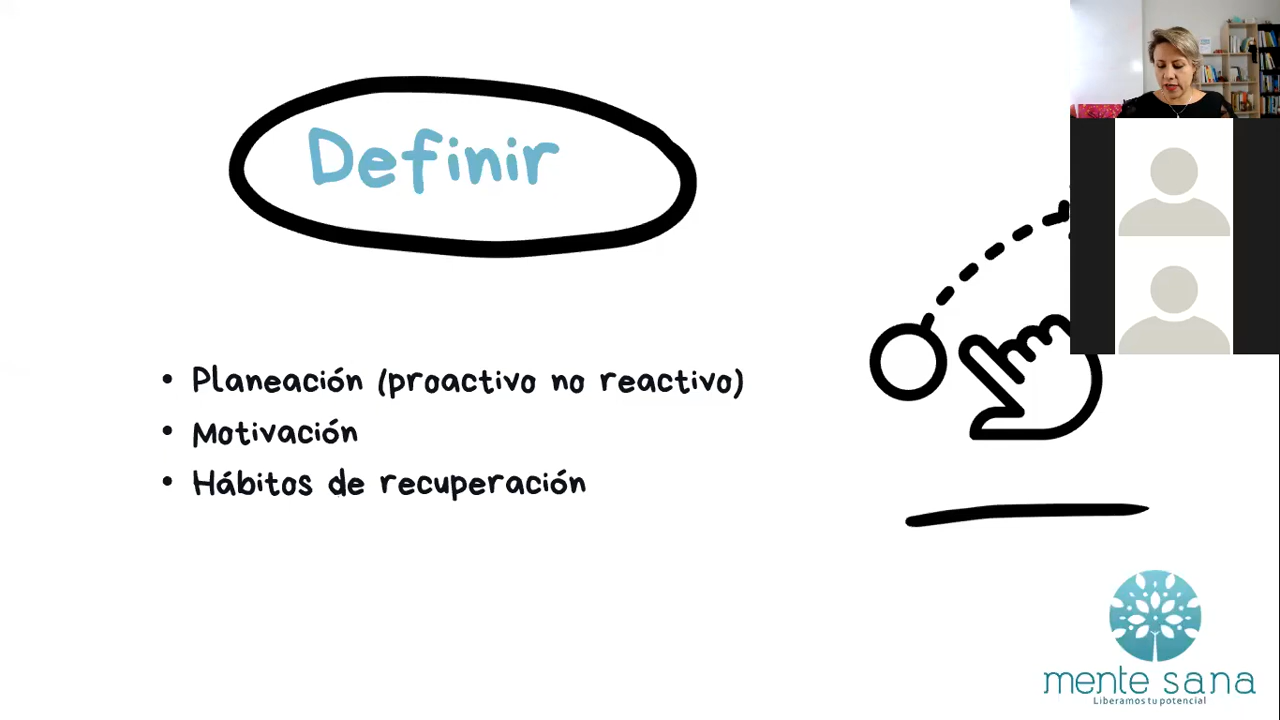 Definir
• Planeación (proactivo no reactivo)
• Motivación
• Hábitos de recuperación
mente sana
Liberamos tu potencial